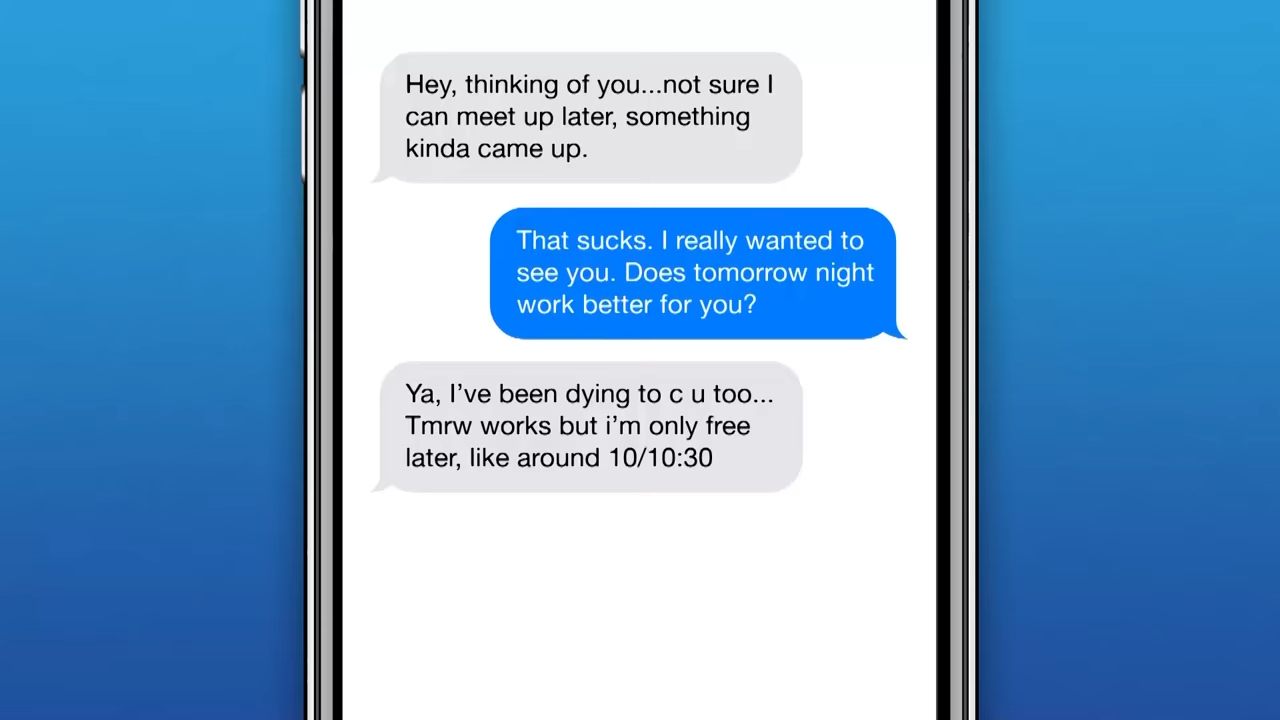 Hey, thinking of you...not sure I
can meet up later, something
kinda came up.
That sucks. I really wanted to
see you. Does tomorrow night
work better for you?
Ya, I’ve been dying to c u too...
Tmrw works but i’m only free
later, like around 10/10:30